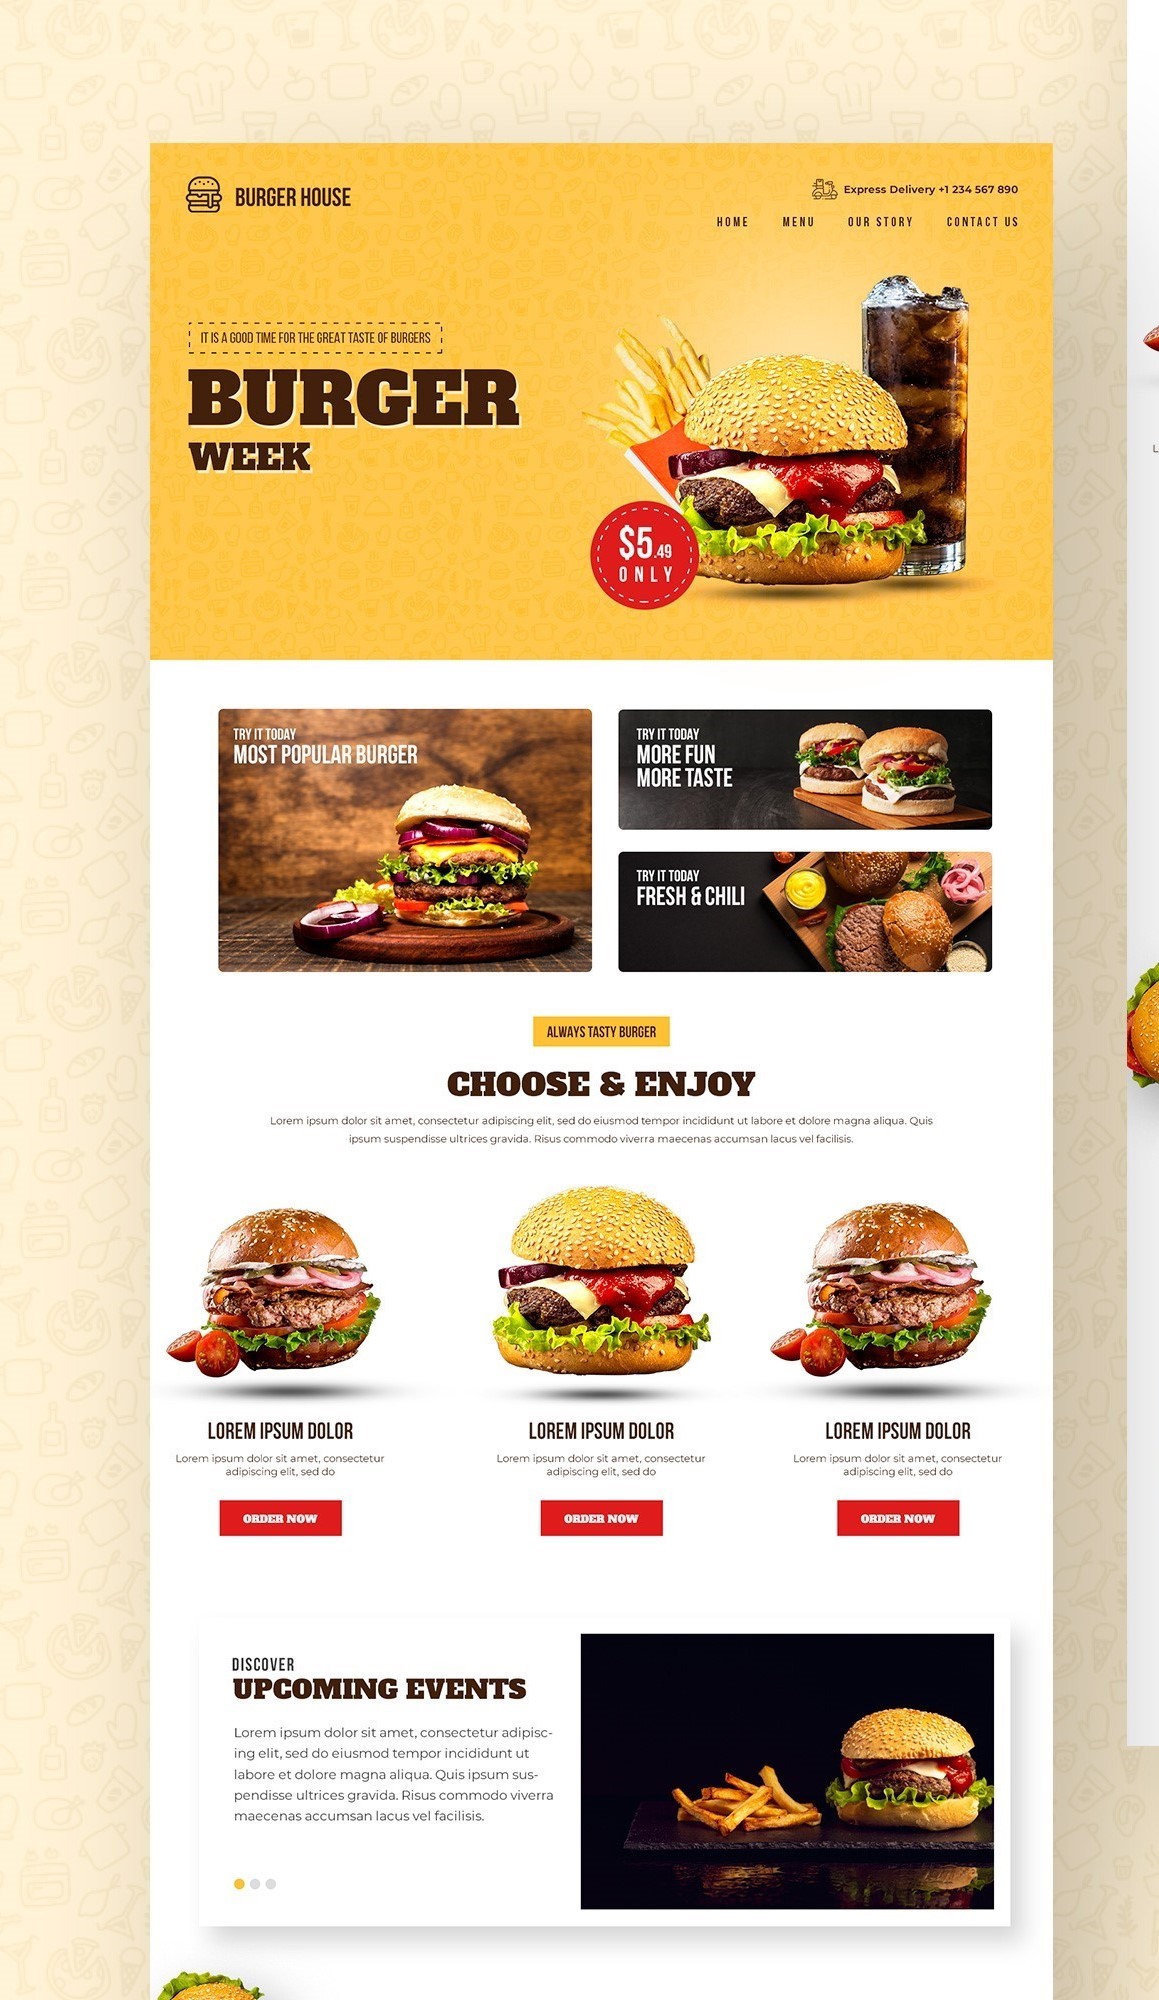 BURGER HOUSE
Express Delivery +1 234 567 890
HOME MENU OUR STORY CONTACT US
IT IS A GOOD TIME FOR THE GREAT TASTE OF BURGERS
BURGER
WEEK
$5.49
ONLY
TRY IT TODAY
MOST POPULAR BURGER
TRY IT TODAY
MORE FUN
MORE TASTE
TRY IT TODAY
FRESH & CHILI
ALWAYS TASTY BURGER
CHOOSE & ENJOY
Lorem ipsum dolor sit amet, consectetur adipiscing elit, sed do eiusmod tempor incididunt ut labore et dolore magna aliqua. Quis
ipsum suspendisse ultrices gravida. Risus commodo viverra maecenas accumsan lacus vel facilisis.
LOREM IPSUM DOLOR
Lorem ipsum dolor sit amet, consectetur
adipiscing elit, sed do
ORDER NOW
LOREM IPSUM DOLOR
Lorem ipsum dolor sit amet, consectetur
adipiscing elit, sed do
ORDER NOW
LOREM IPSUM DOLOR
Lorem ipsum dolor sit amet, consectetur
adipiscing elit, sed do
ORDER NOW
DISCOVER
UPCOMING EVENTS
Lorem ipsum dolor sit amet, consectetur adipisc-
ing elit, sed do eiusmod tempor incididunt ut
labore et dolore magna aliqua. Quis ipsum sus-
pendisse ultrices gravida. Risus commodo viverra
maecenas accumsan lacus vel facilisis.